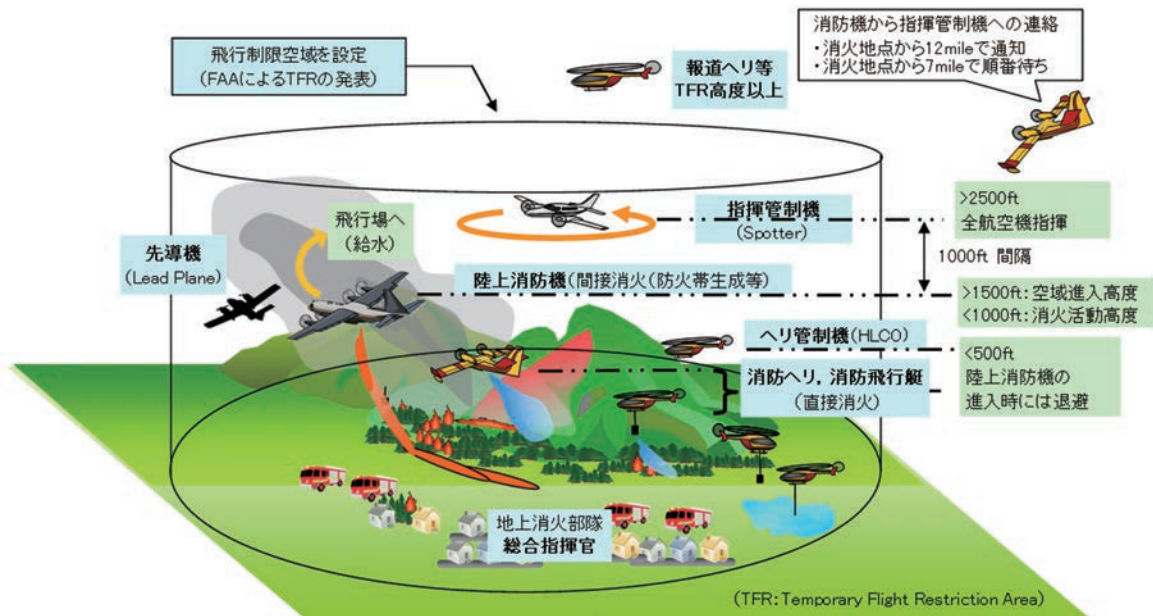 飛行制限空域を設定
(FAAによるTFRの発表)
報道ヘリ等
TFR高度以上
消防機から指揮管制機への連絡
・消火地点から12mileで通知
・消火地点から7mileで順番待ち
先導機
(Lead Plane)
飛行場へ
(給水)
指揮管制機
(Spotter)
>2500ft
全航空機指揮
1000ft 間隔
陸上消防機(間接消火(防火帯生成等)
>1500ft:空域進入高度
<1000ft:消火活動高度
ヘリ管制機(HLCO)
消防ヘリ,消防飛行艇
(直接消火)
<500ft
陸上消防機の
進入時には退避
地上消火部隊
総合指揮官
(TFR:Temporary Flight Restriction Area)